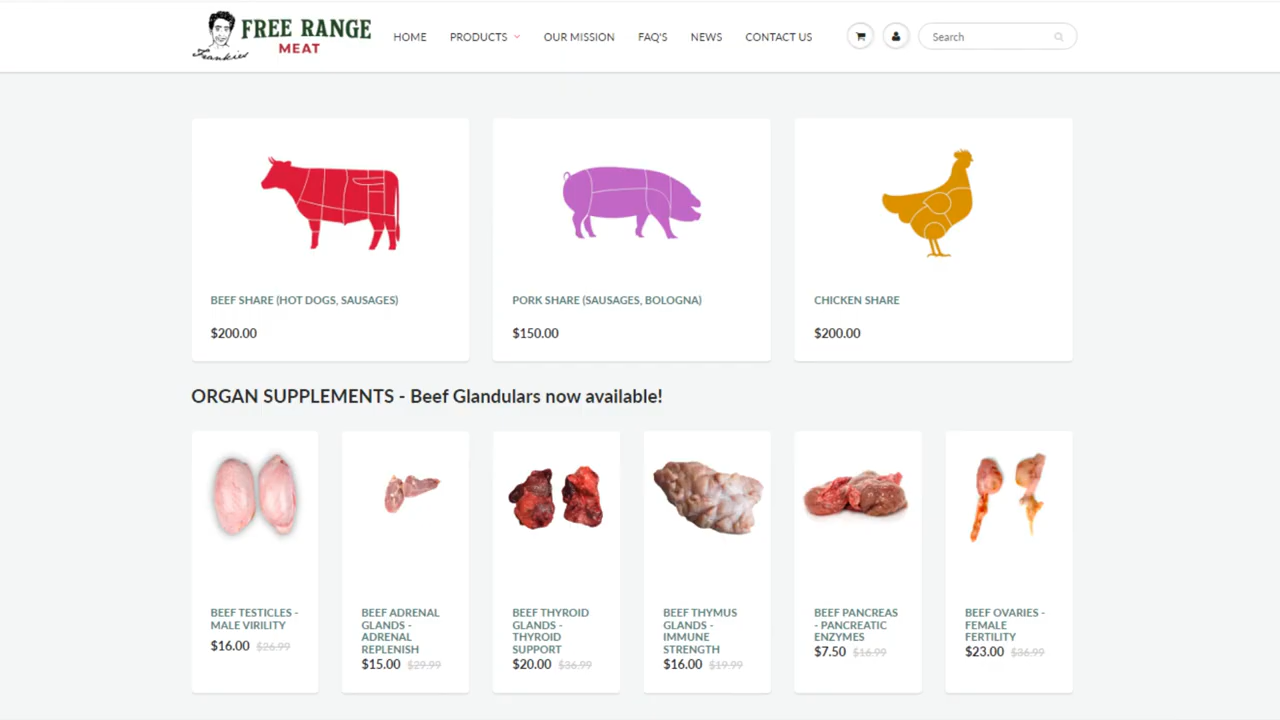 FREE RANGE
MEAT
Frankies
HOME
PRODUCTS
OUR MISSION
FAQ'S
NEWS
CONTACT US
Search
BEEF SHARE (HOT DOGS, SAUSAGES)
$200.00
PORK SHARE (SAUSAGES, BOLOGNA)
$150.00
CHICKEN SHARE
$200.00
ORGAN SUPPLEMENTS - Beef Glandulars now available!
BEEF TESTICLES -
MALE VIRILITY
$16.00 $26.99
BEEF ADRENAL
GLANDS -
ADRENAL
REPLENISH
$15.00 $29.99
BEEF THYROID
GLANDS -
THYROID
SUPPORT
$20.00 $36.99
BEEF THYMUS
GLANDS -
IMMUNE
STRENGTH
$16.00 $19.99
BEEF PANCREAS
- PANCREATIC
ENZYMES
$7.50 $16.99
BEEF OVARIES -
FEMALE
FERTILITY
$23.00 $36.99